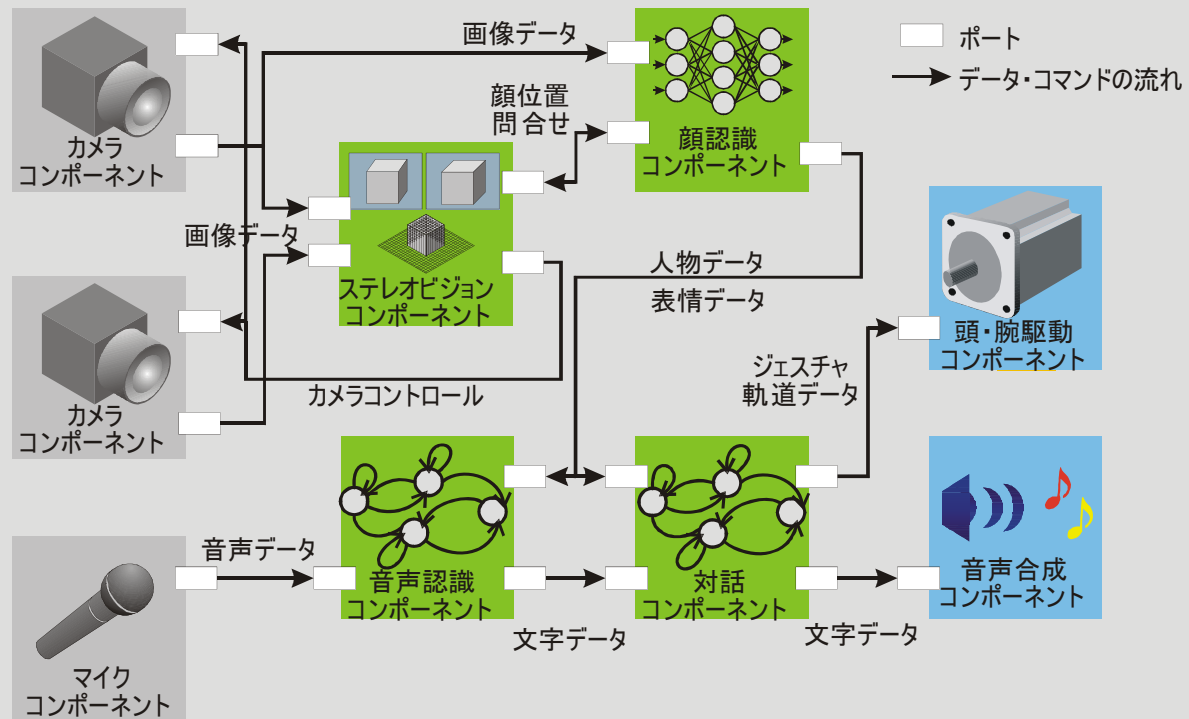 カメラ
コンポーネント
カメラ
コンポーネント
マイク
コンポーネント
画像データ
顔位置
問合せ
画像データ
ステレオビジョン
コンポーネント
カメラコントロール
顔認識
コンポーネント
人物データ
表情データ
ポート
データ・コマンドの流れ
頭・腕駆動
コンポーネント
ジェスチャ
軌道データ
音声データ
音声認識
コンポーネント
文字データ
対話
コンポーネント
文字データ
音声合成
コンポーネント